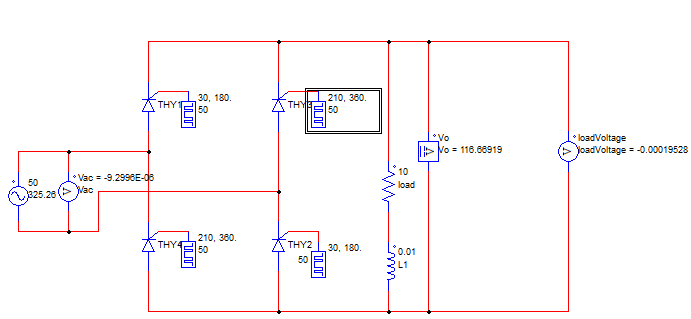 THY1
30, 180.
50
THY3
210, 360.
50
Vo
Vo = 116.66919
loadVoltage
loadVoltage = -0.00019528
50
325.26
Vac = -9.2996E-06
Vac
10
load
THY4
210, 360.
50
THY2
30, 180.
50
0.01
L1